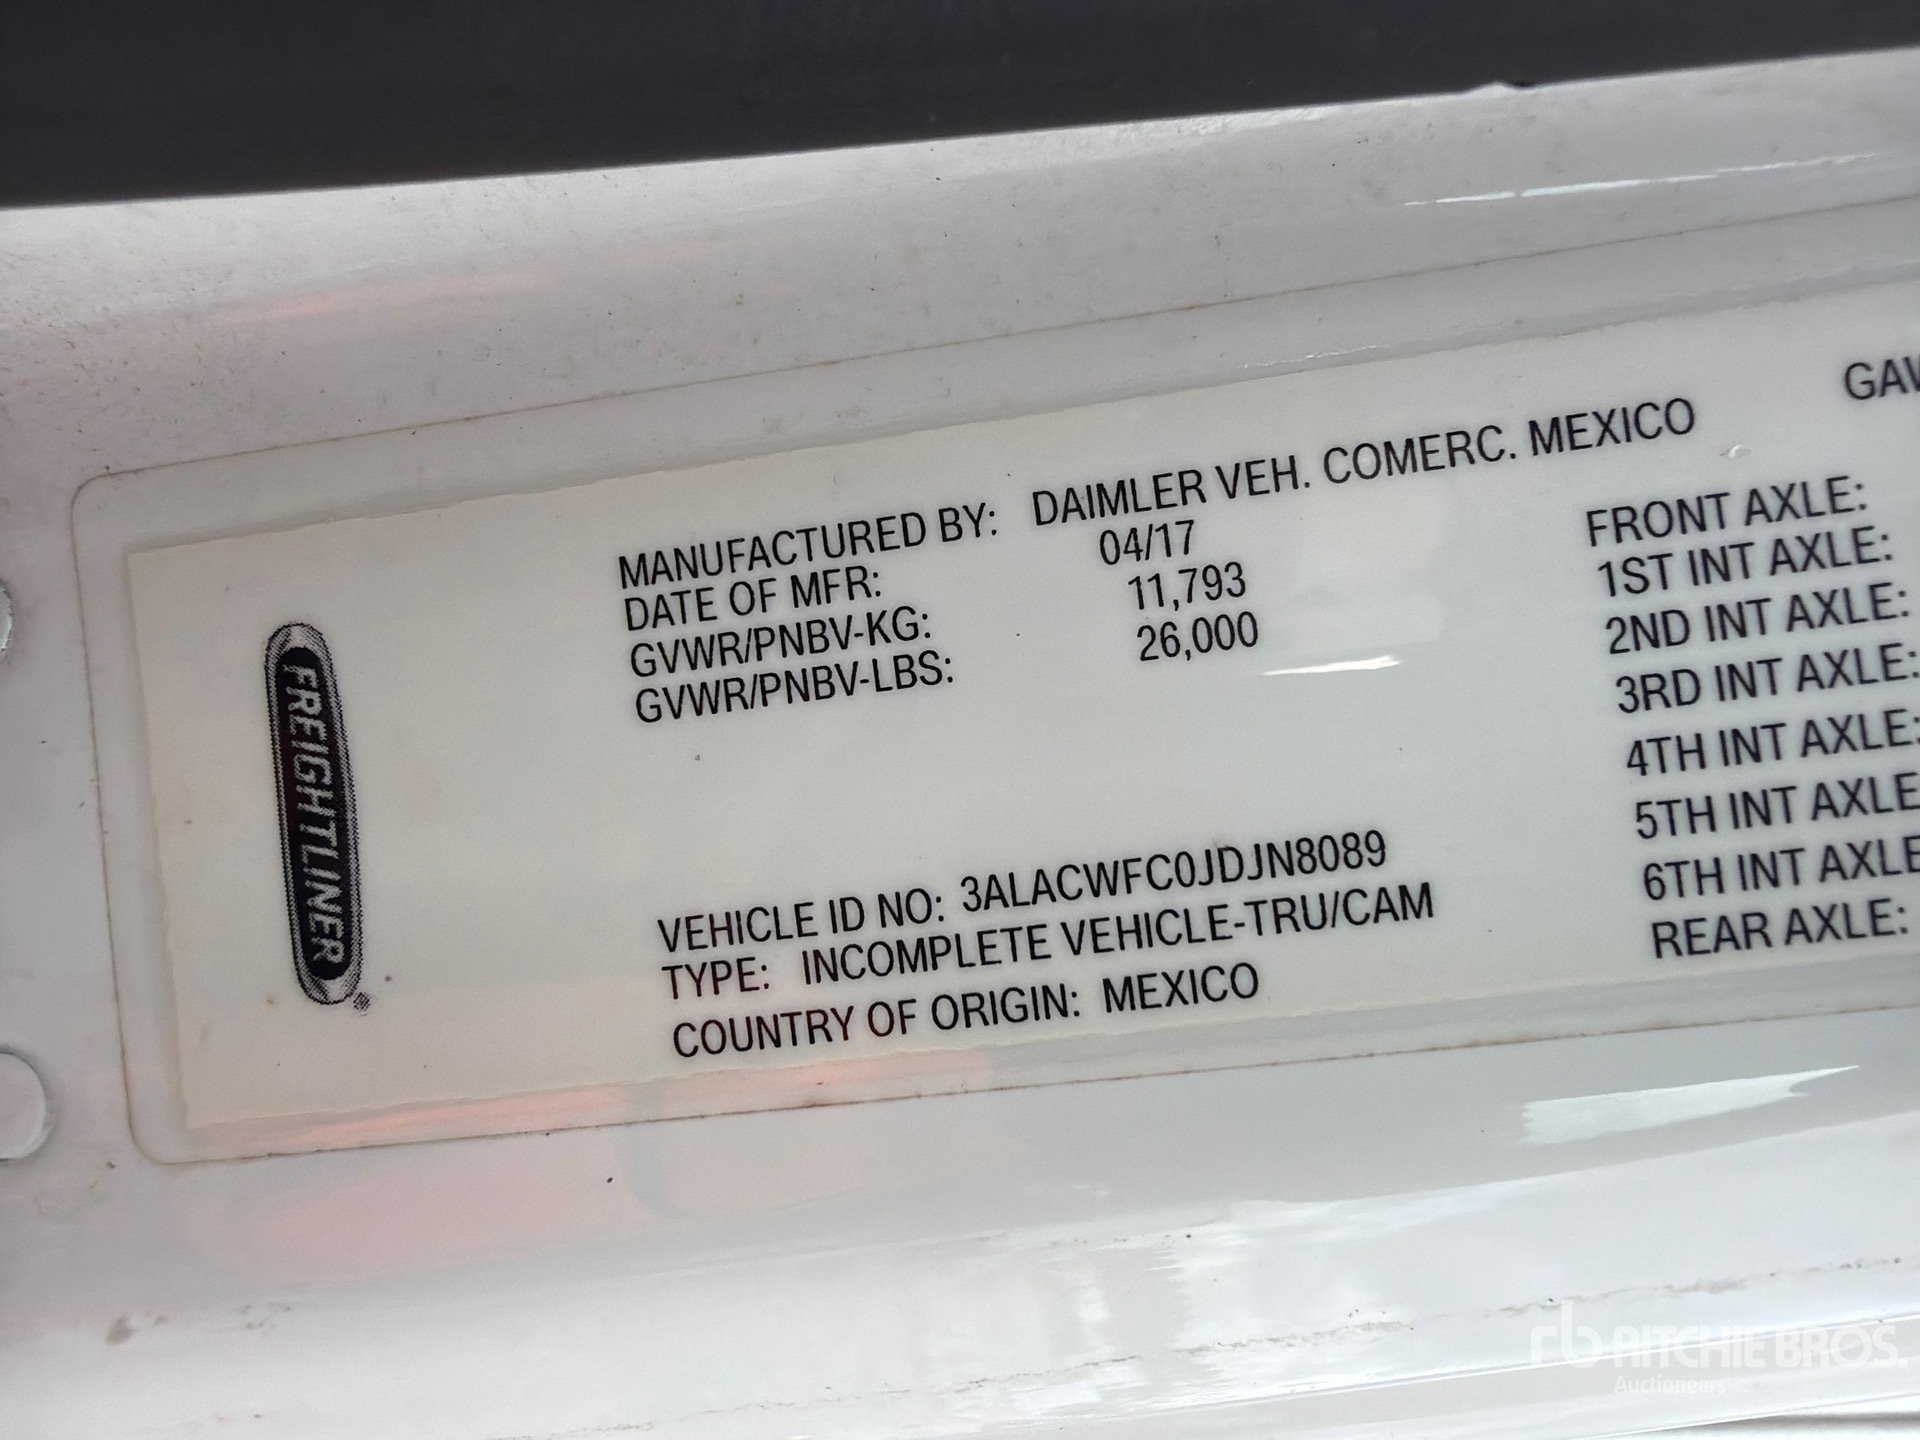 FREIGHTLINER®
MANUFACTURED BY: DAIMLER VEH. COMERC. MEXICO
DATE OF MFR: 04/17
GVWR/PNBV-KG: 11,793
GVWR/PNBV-LBS: 26,000
VEHICLE ID NO: 3ALACWFC0JDJN8089
TYPE: INCOMPLETE VEHICLE-TRU/CAM
COUNTRY OF ORIGIN: MEXICO
FRONT AXLE:
1ST INT AXLE:
2ND INT AXLE:
3RD INT AXLE:
4TH INT AXLE:
5TH INT AXLE
6TH INT AXLE
REAR AXLE:
rb RITCHIE BROS.
Auctioneers